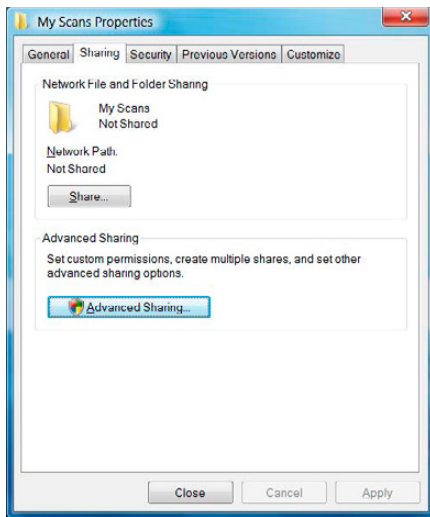 My Scans Properties
General Sharing Security Previous Versions Customize
Network File and Folder Sharing
My Scans
Not Shared
Network Path:
Not Shared
Share...
Advanced Sharing
Set custom permissions, create multiple shares, and set other
advanced sharing options.
Advanced Sharing...
Close Cancel Apply